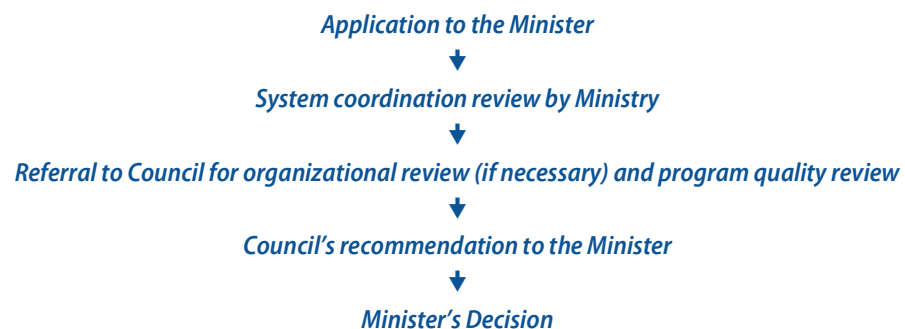 Application to the Minister
System coordination review by Ministry
Referral to Council for organizational review (if necessary) and program quality review
Council’s recommendation to the Minister
Minister’s Decision